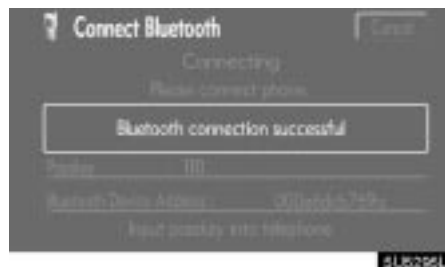 Connect Bluetooth
Cancel
Connecting
Please connect phone.
Bluetooth connection successful
Passkey
Bluetooth Device Address :
Input passkey into telephone